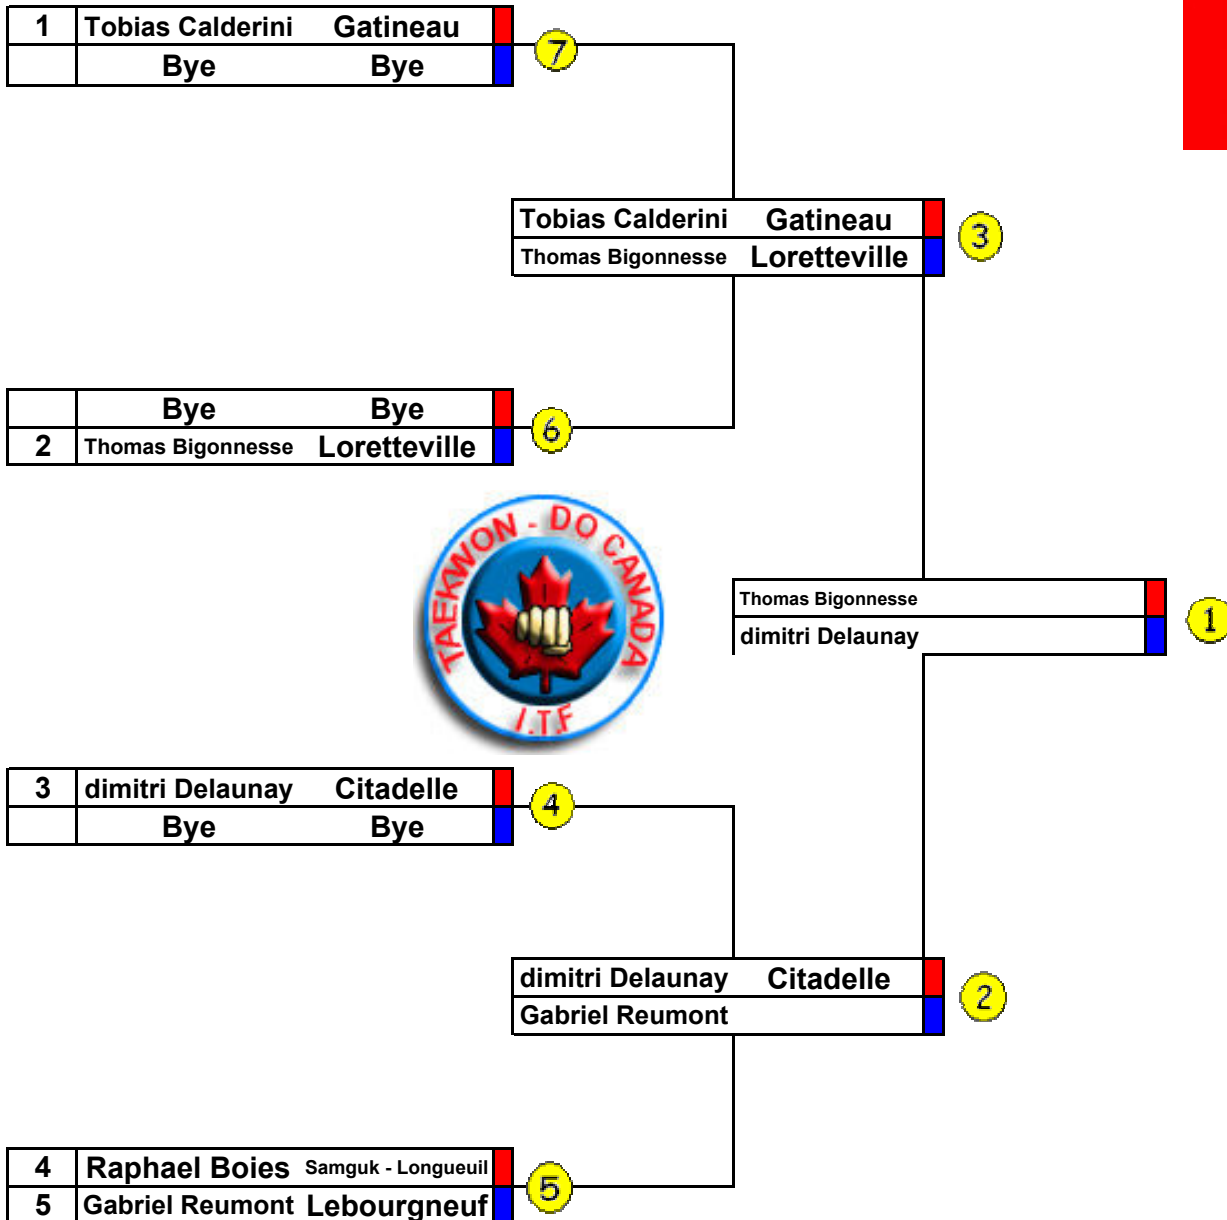 1 Tobias Calderini Gatineau
7
Bye Bye
Tobias Calderini Gatineau
3
Thomas Bigonnesse Loretteville
Bye Bye
6
2 Thomas Bigonnesse Loretteville
TAEKWON - DO CANADA
I.T.F
Thomas Bigonnesse
1
dimitri Delaunay
3 dimitri Delaunay Citadelle
4
Bye Bye
dimitri Delaunay Citadelle
2
Gabriel Reumont
4 Raphael Boies Samguk - Longueuil
5
5 Gabriel Reumont Lebourgneuf